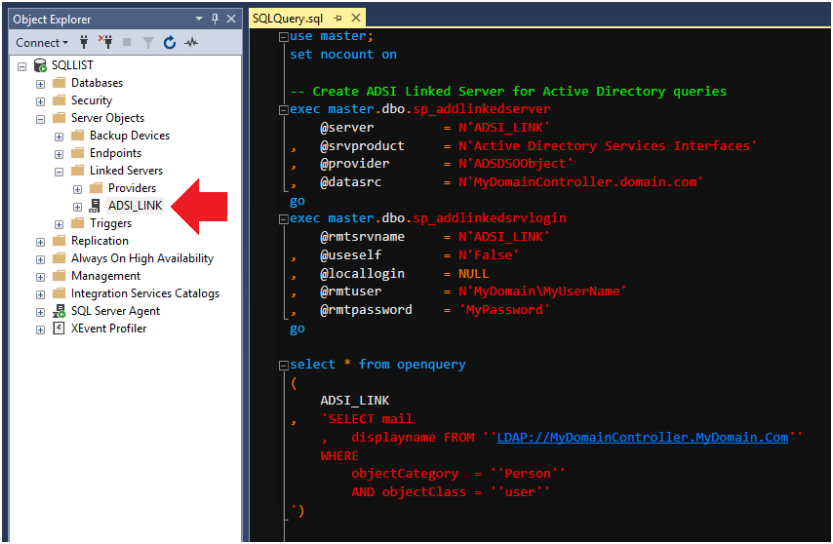 Object Explorer
Connect
SQLLIST
Databases
Security
Server Objects
Backup Devices
Endpoints
Linked Servers
Providers
ADSI_LINK
Triggers
Replication
Always On High Availability
Management
Integration Services Catalogs
SQL Server Agent
XEvent Profiler
SQLQuery.sql
use master;
set nocount on
-- Create ADSI Linked Server for Active Directory queries
exec master.dbo.sp_addlinkedserver
@server = N'ADSI_LINK'
, @srvproduct = N'Active Directory Services Interfaces'
, @provider = N'ADSDSOObject'
, @datasrc = N'MyDomainController.domain.com'
go
exec master.dbo.sp_addlinkedsrvlogin
@rmtsrvname = N'ADSI_LINK'
, @useself = N'False'
, @locallogin = NULL
, @rmtuser = N'MyDomain\MyUserName'
, @rmtpassword = 'MyPassword'
go
select * from openquery
(
ADSI_LINK
, 'SELECT mail
, displayname FROM ''LDAP://MyDomainController.MyDomain.Com''
WHERE
objectCategory = ''Person''
AND objectClass = ''user''
')